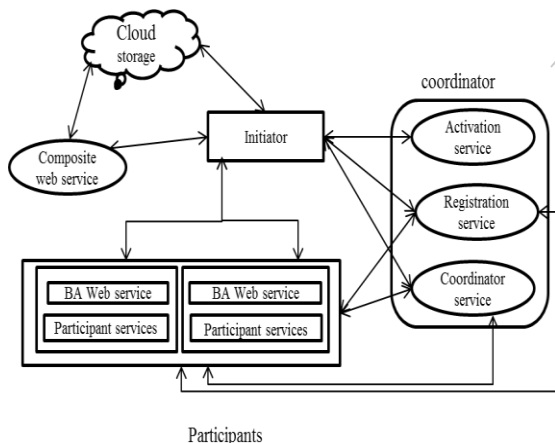 Cloud
storage
coordinator
Initiator
Activation
service
Composite
web service
Registration
service
BA Web service
BA Web service
Participant services
Participant services
Coordinator
service
Participants